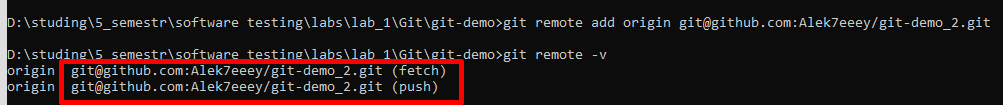 D:\studing\5_semestr\software testing\labs\lab_1\Git\git-demo>git remote add origin git@github.com:Alek7eeey/git-demo_2.git
D:\studing\5_semestr\software testing\labs\lab_1\Git\git-demo>git remote -v
origin  git@github.com:Alek7eeey/git-demo_2.git (fetch)
origin  git@github.com:Alek7eeey/git-demo_2.git (push)